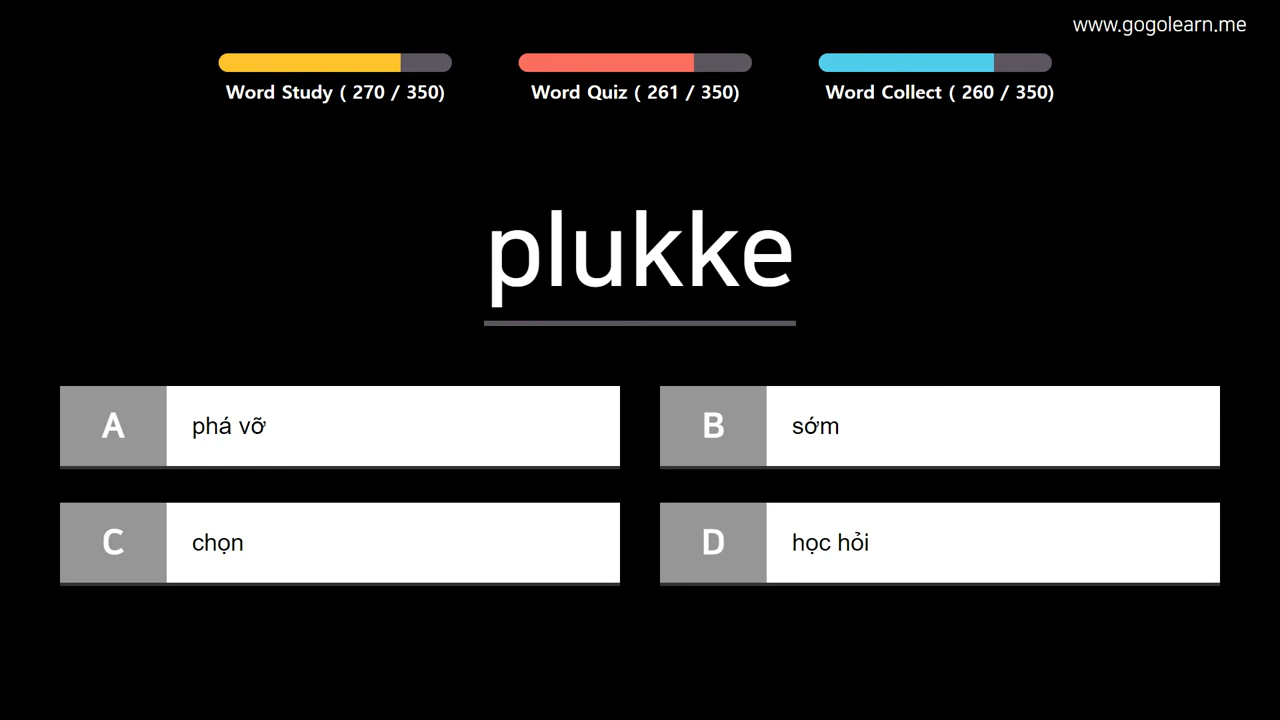 www.gogolearn.me
Word Study ( 270 / 350)
Word Quiz ( 261 / 350)
Word Collect ( 260 / 350)
plukke
A phá vỡ
B sớm
C chọn
D học hỏi